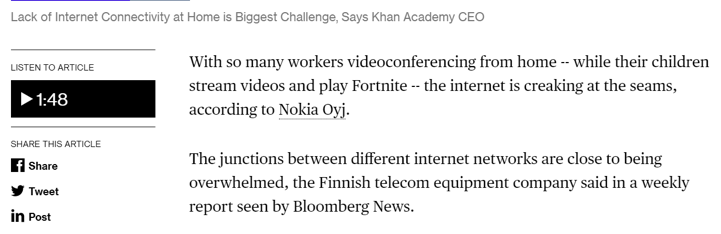 Lack of Internet Connectivity at Home is Biggest Challenge, Says Khan Academy CEO
LISTEN TO ARTICLE
1:48
SHARE THIS ARTICLE
Share
Tweet
Post
With so many workers videoconferencing from home -- while their children
stream videos and play Fortnite -- the internet is creaking at the seams,
according to Nokia Oyj.
The junctions between different internet networks are close to being
overwhelmed, the Finnish telecom equipment company said in a weekly
report seen by Bloomberg News.